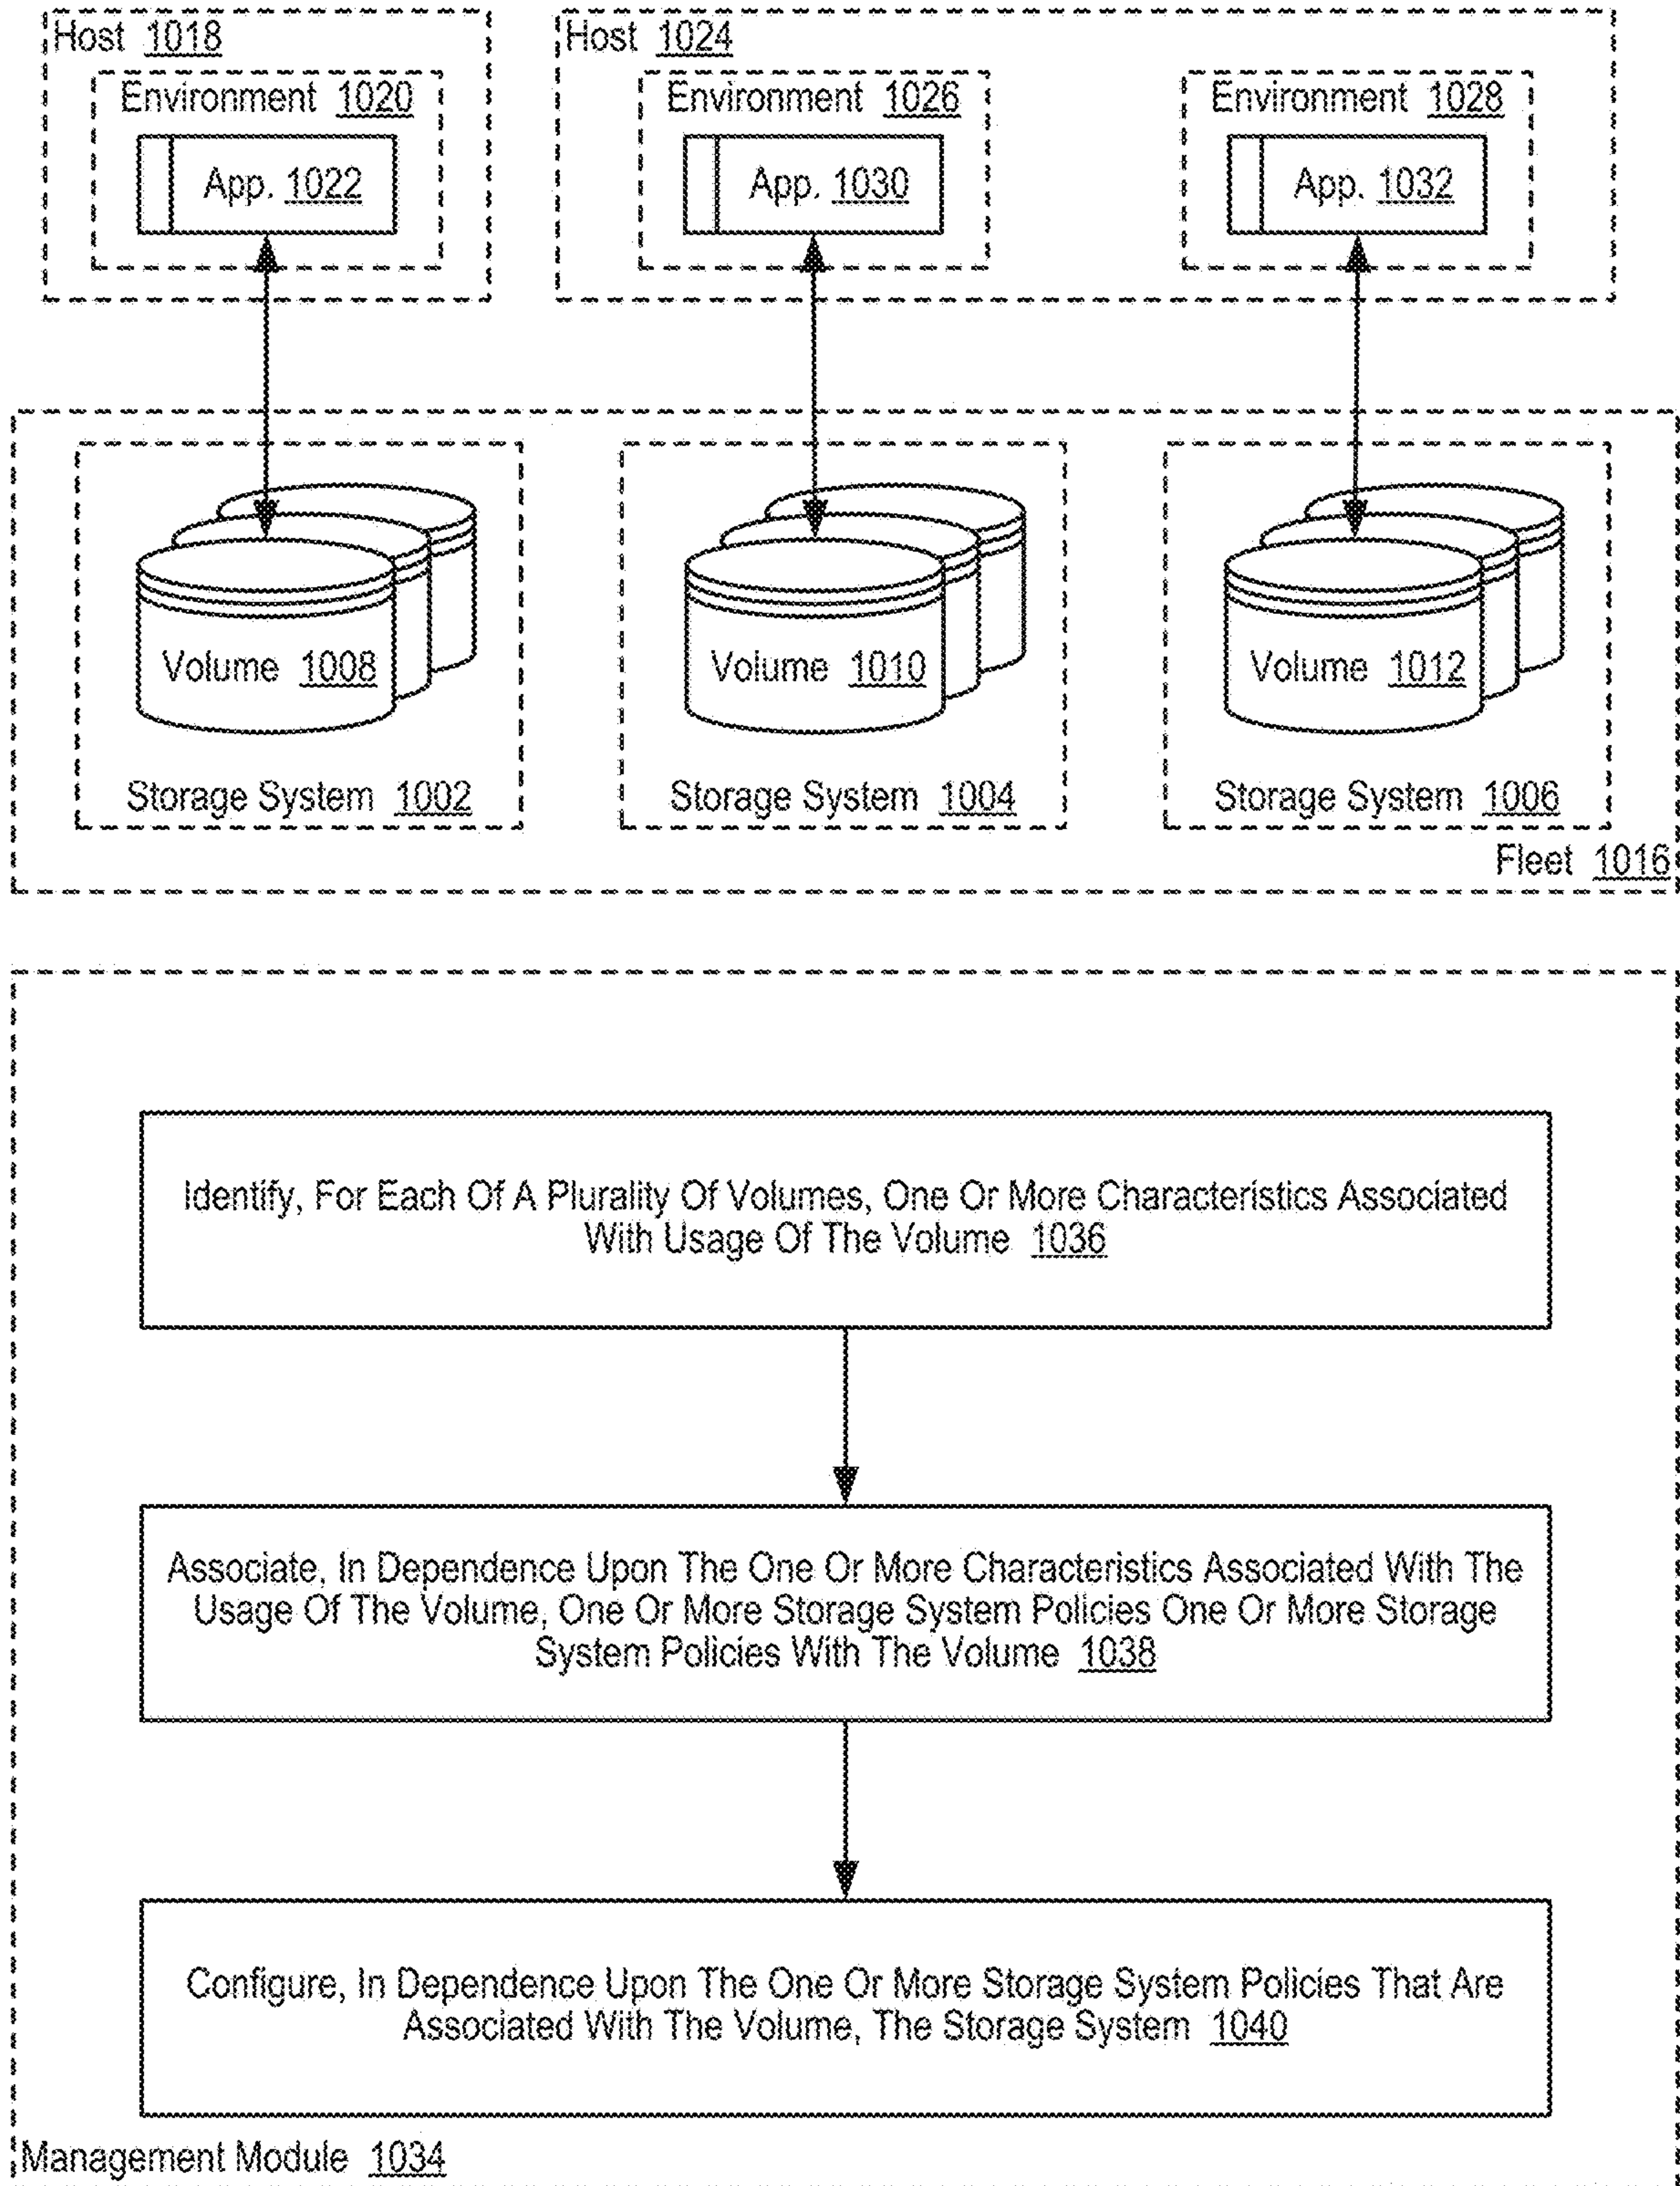 Host 1018
Host 1024
Environment 1020
Environment 1026
Environment 1028
App. 1022
App. 1030
App. 1032
Volume 1008
Volume 1010
Volume 1012
Storage System 1002
Storage System 1004
Storage System 1006
Fleet 1016
Identify, For Each Of A Plurality Of Volumes, One Or More Characteristics Associated
With Usage Of The Volume 1036
Associate, In Dependence Upon The One Or More Characteristics Associated With The
Usage Of The Volume, One Or More Storage System Policies One Or More Storage
System Policies With The Volume 1038
Configure, In Dependence Upon The One Or More Storage System Policies That Are
Associated With The Volume, The Storage System 1040
Management Module 1034